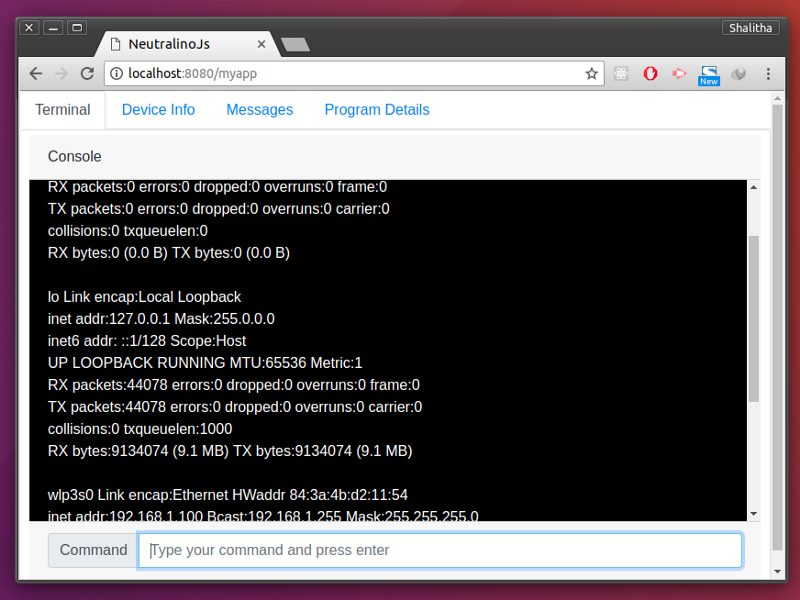 Shalitha
NeutralinoJs
localhost:8080/myapp
New
Terminal Device Info Messages Program Details
Console
RX packets:0 errors:0 dropped:0 overruns:0 frame:0
TX packets:0 errors:0 dropped:0 overruns:0 carrier:0
collisions:0 txqueuelen:0
RX bytes:0 (0.0 B) TX bytes:0 (0.0 B)
lo Link encap:Local Loopback
inet addr:127.0.0.1 Mask:255.0.0.0
inet6 addr: ::1/128 Scope:Host
UP LOOPBACK RUNNING MTU:65536 Metric:1
RX packets:44078 errors:0 dropped:0 overruns:0 frame:0
TX packets:44078 errors:0 dropped:0 overruns:0 carrier:0
collisions:0 txqueuelen:1000
RX bytes:9134074 (9.1 MB) TX bytes:9134074 (9.1 MB)
wlp3s0 Link encap:Ethernet HWaddr 84:3a:4b:d2:11:54
inet addr:192.168.1.100 Bcast:192.168.1.255 Mask:255.255.255.0
Command Type your command and press enter